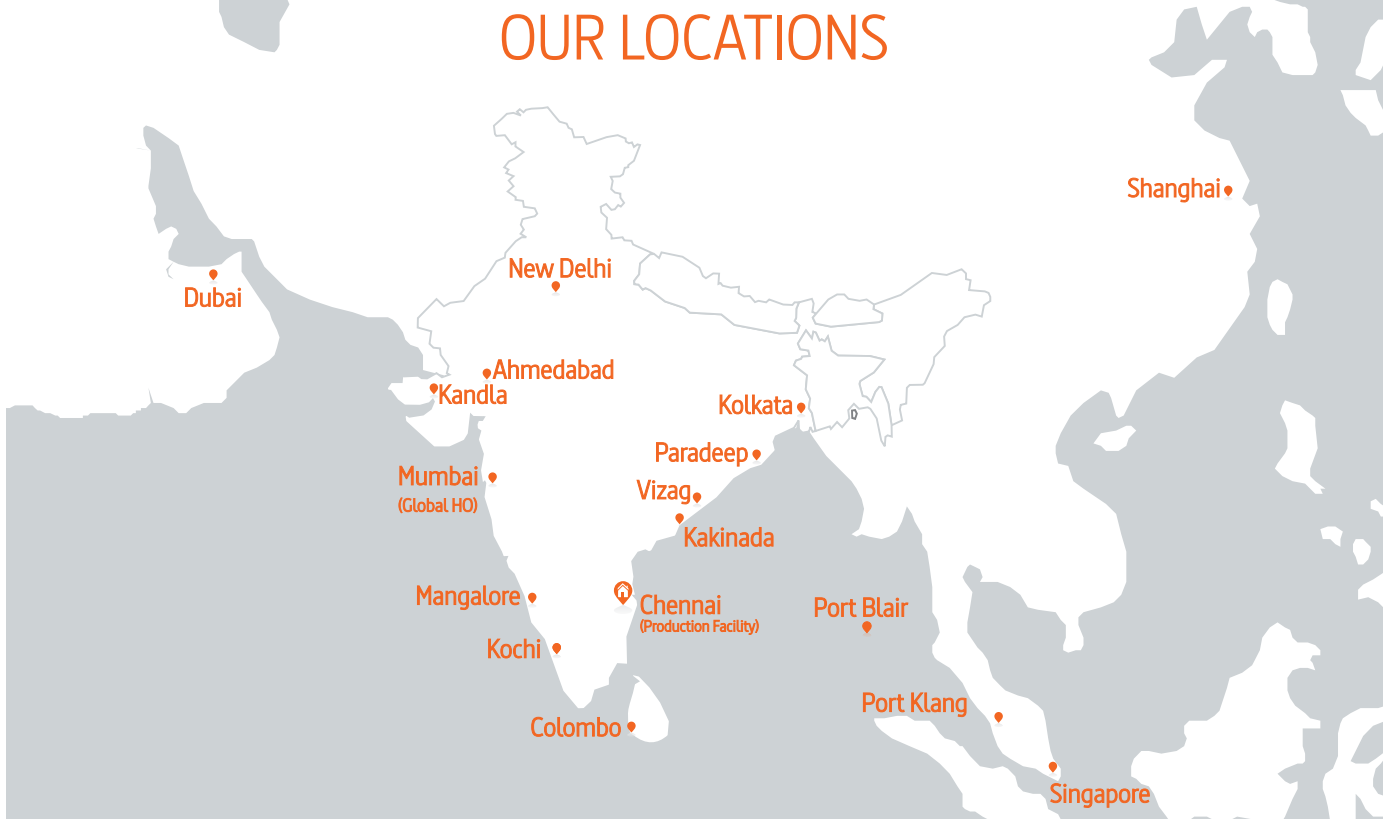 OUR LOCATIONS
Shanghai
New Delhi
Dubai
Ahmedabad
Kandla
Kolkata
Paradeep
Mumbai
(Global HO)
Vizag
Kakinada
Mangalore
Chennai
(Production Facility)
Port Blair
Kochi
Port Klang
Colombo
Singapore